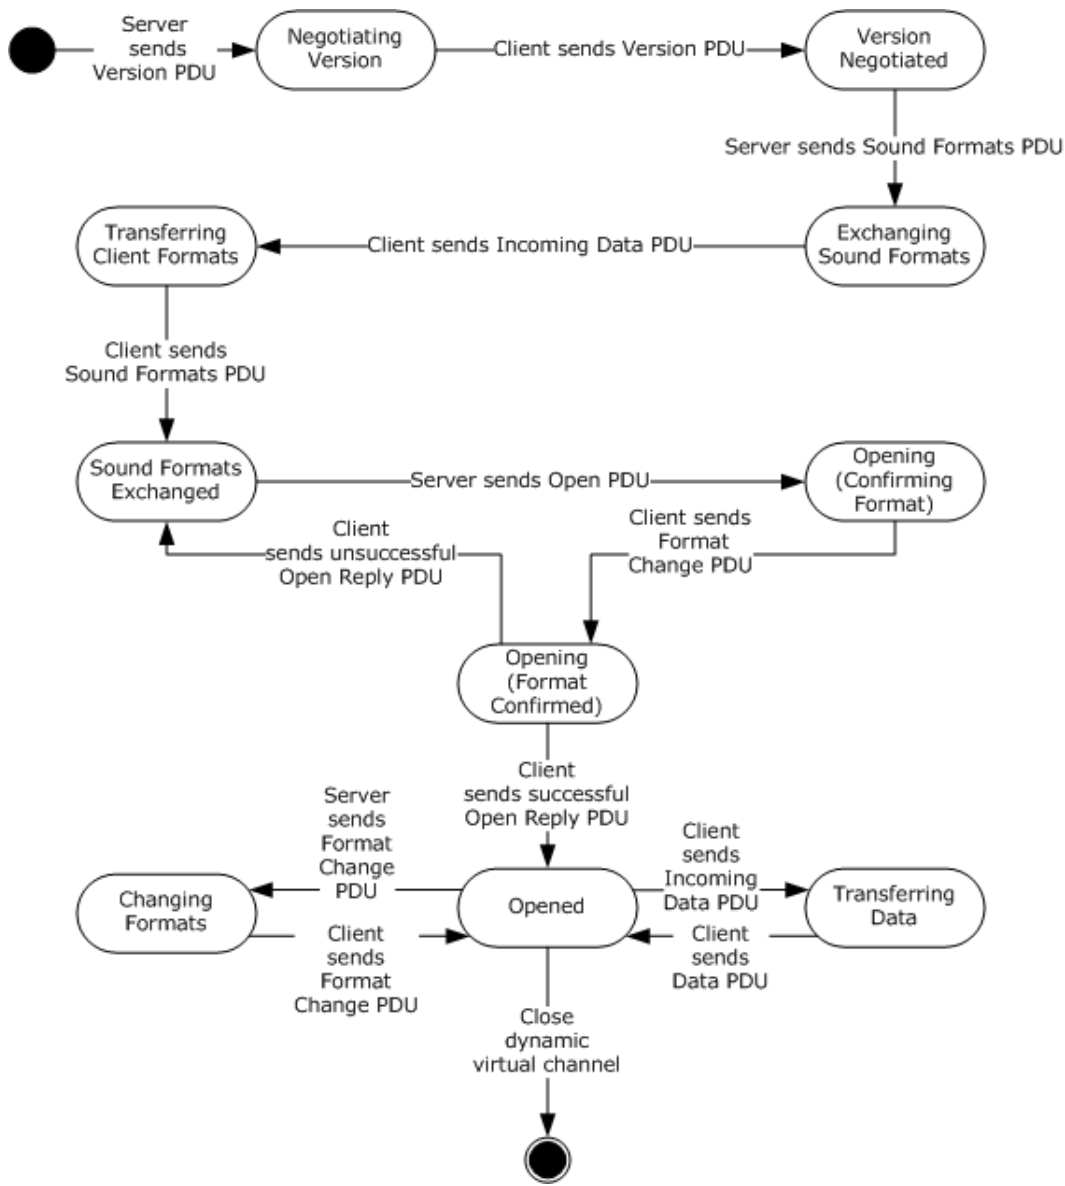 Server
sends
Version PDU
Negotiating
Version
Client sends Version PDU
Version
Negotiated
Server sends Sound Formats PDU
Transferring
Client Formats
Client sends Incoming Data PDU
Exchanging
Sound Formats
Client sends
Sound Formats PDU
Sound Formats
Exchanged
Server sends Open PDU
Opening
(Confirming
Format)
Client
sends unsuccessful
Open Reply PDU
Client sends
Format
Change PDU
Opening
(Format
Confirmed)
Client
sends successful
Open Reply PDU
Server
sends
Format
Change
PDU
Client
sends
Incoming
Data PDU
Changing
Formats
Opened
Transferring
Data
Client
sends
Format
Change PDU
Client
sends
Data PDU
Close
dynamic
virtual channel